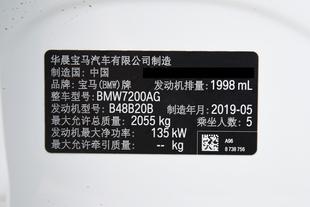 华晨宝马汽车有限公司制造
制造国：中国
品牌：宝马(BMW)牌 发动机排量：1998 mL
整车型号：BMW7200AG
发动机型号：B48B20B 制造年月：2019-05
最大允许总质量：2055 kg 乘坐人数：5
发动机最大净功率：135 kW
最大允许牵引质量：-- kg
A96
8 738 756